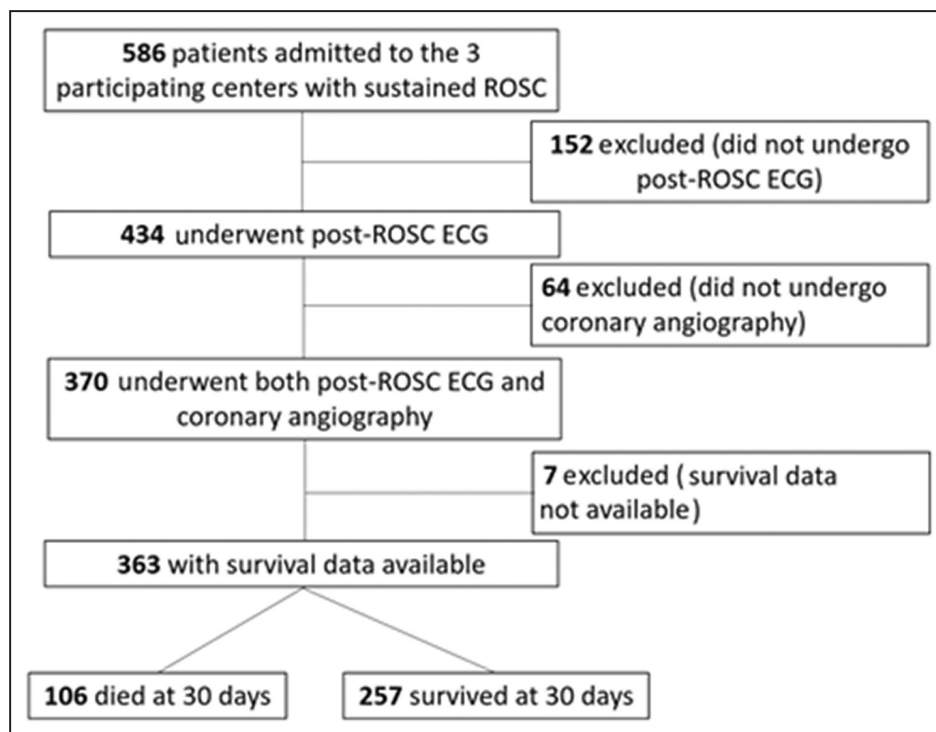 586 patients admitted to the 3
participating centers with sustained ROSC
152 excluded (did not undergo
post-ROSC ECG)
434 underwent post-ROSC ECG
64 excluded (did not undergo
coronary angiography)
370 underwent both post-ROSC ECG and
coronary angiography
7 excluded (survival data
not available)
363 with survival data available
106 died at 30 days
257 survived at 30 days